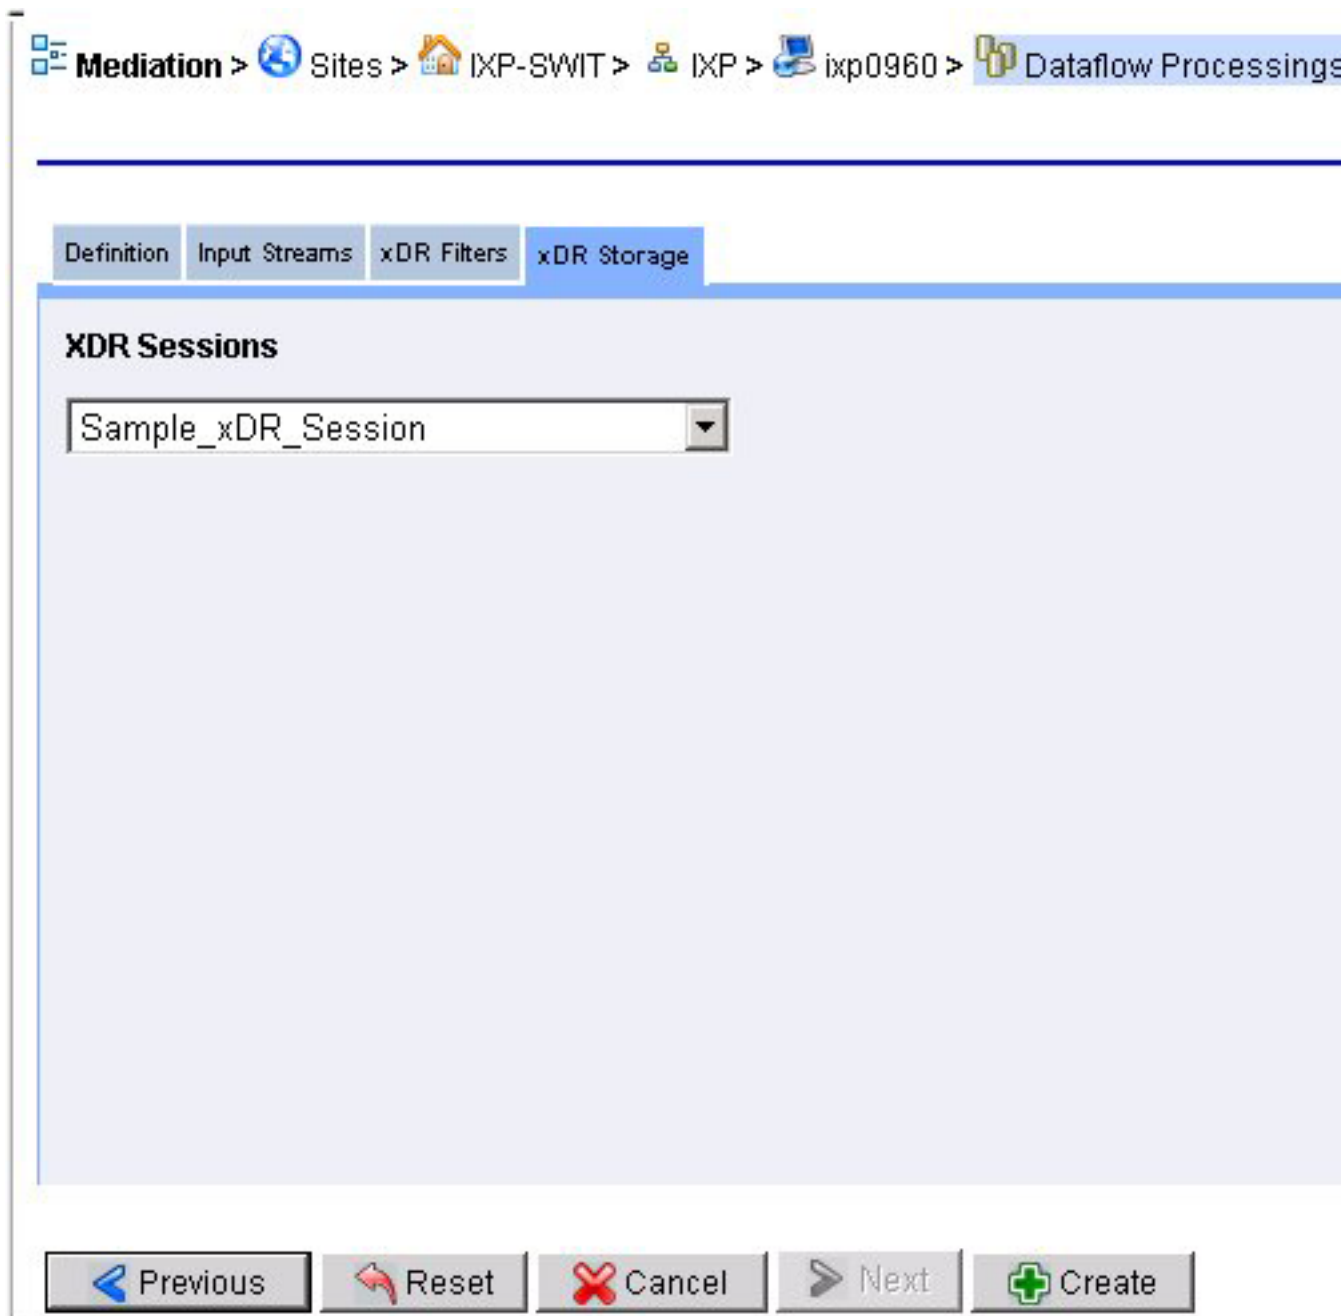 Mediation > Sites > IXP-SWIT > IXP > ixp0960 > Dataflow Processings
Definition Input Streams xDR Filters xDR Storage
XDR Sessions
Sample_xDR_Session
Previous Reset Cancel Next Create